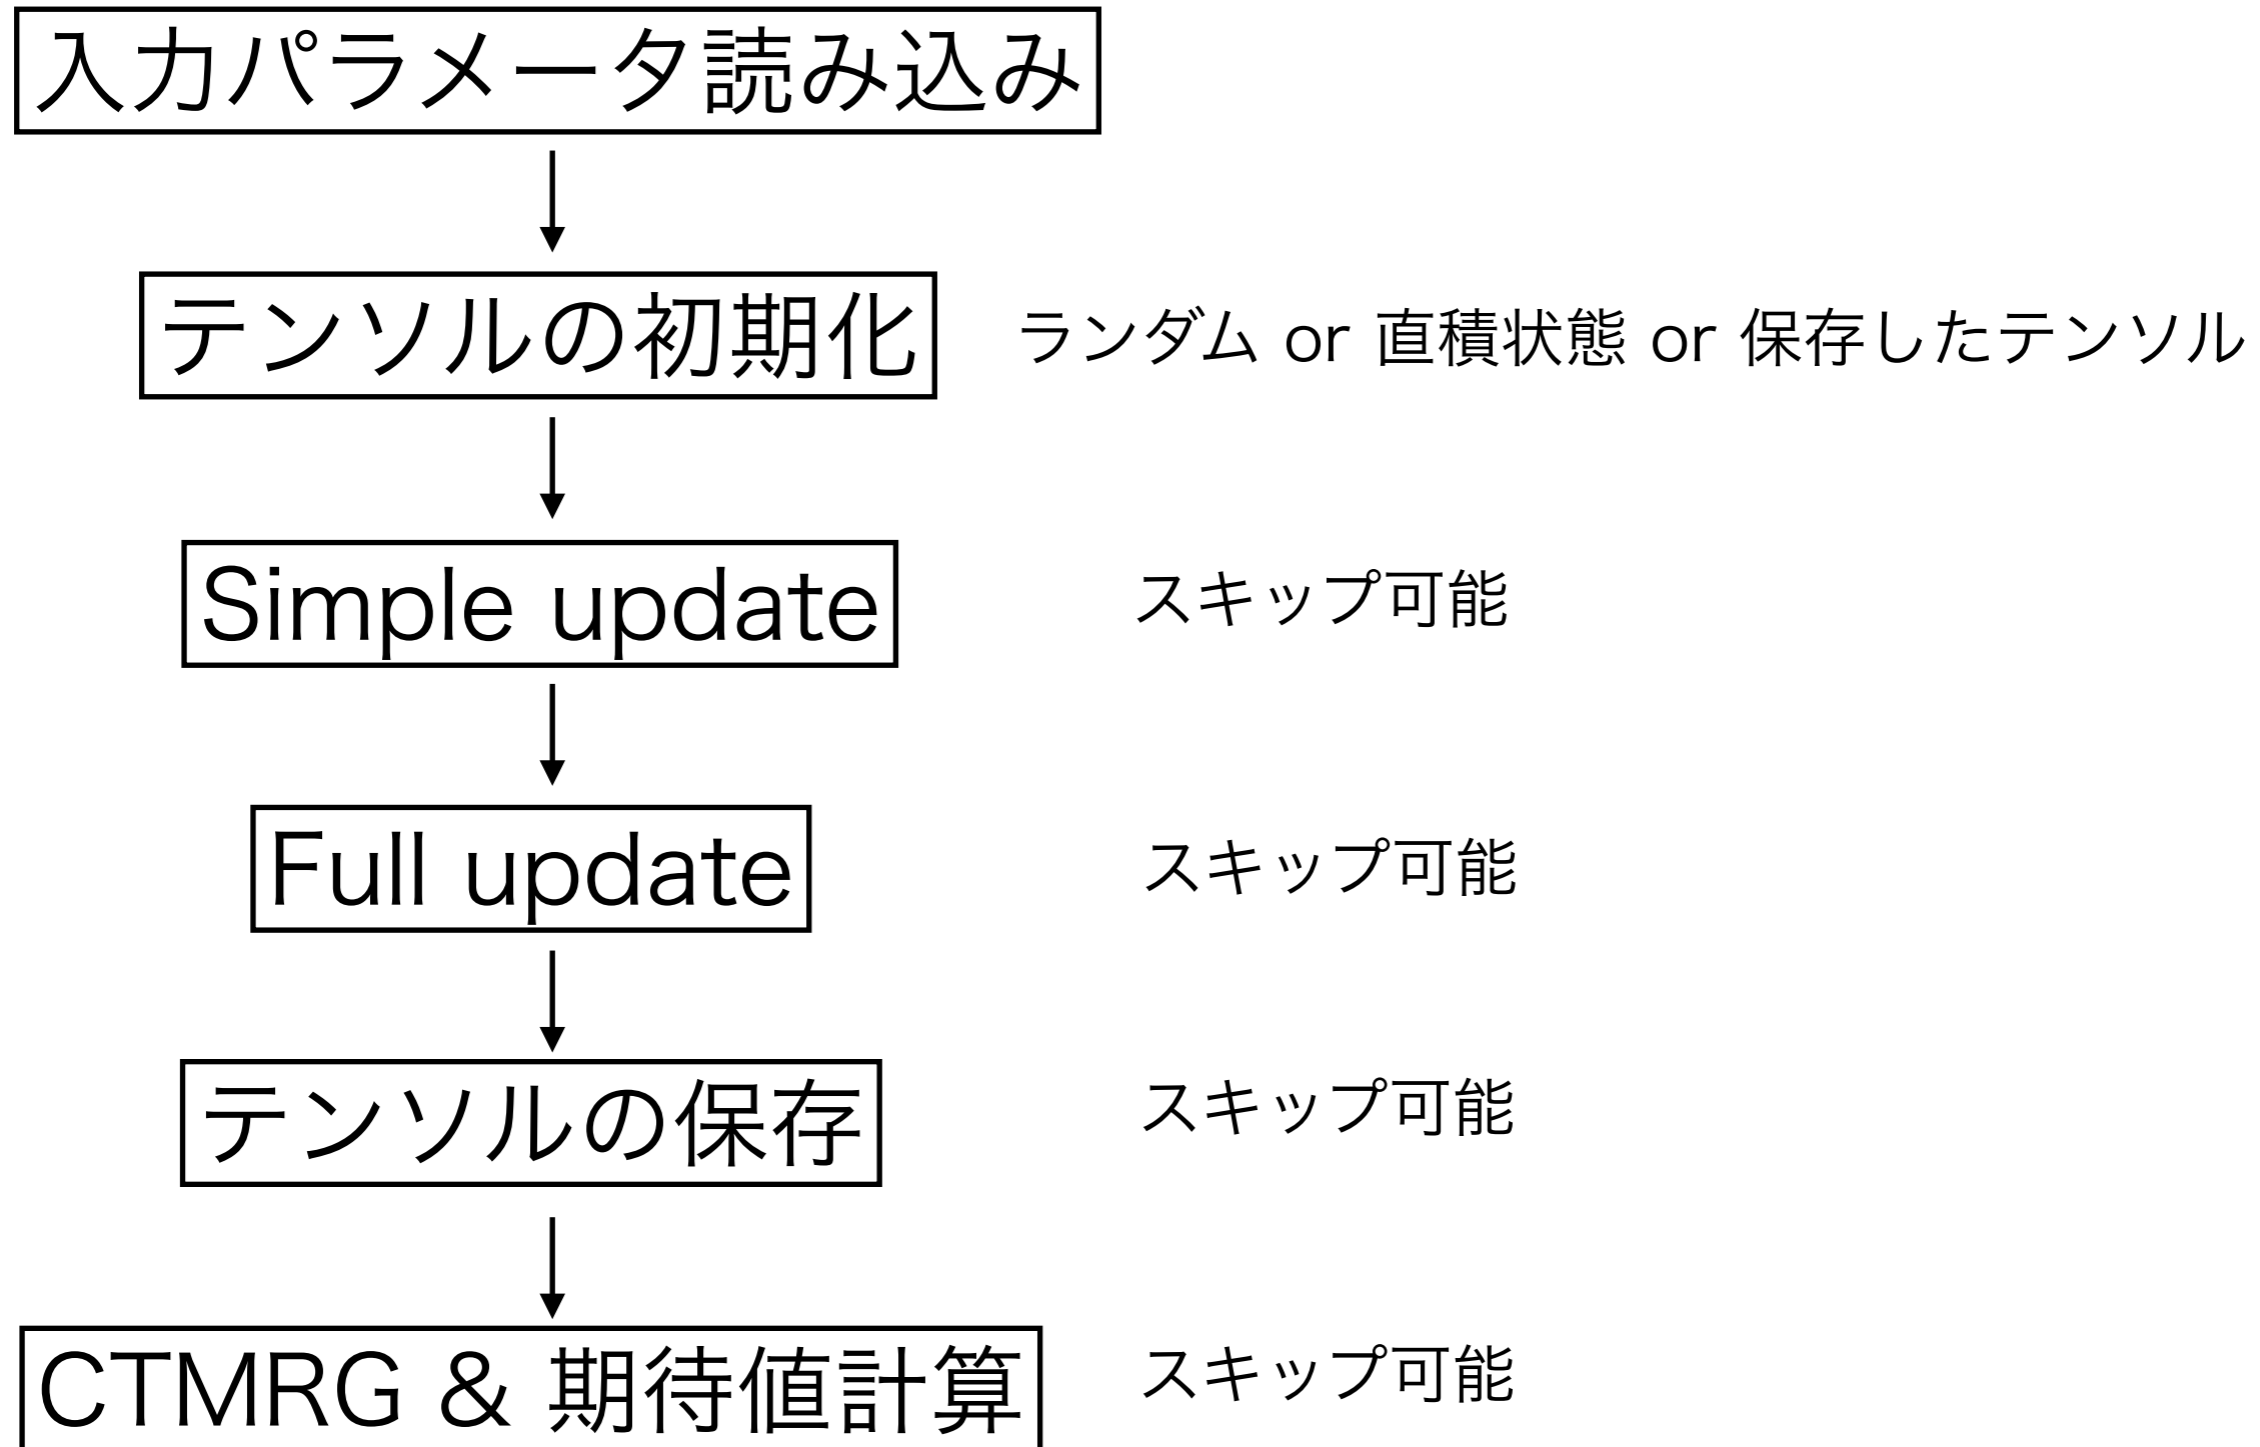 入力パラメータ読み込み
テンソルの初期化 ランダム or 直積状態 or 保存したテンソル
Simple update スキップ可能
Full update スキップ可能
テンソルの保存 スキップ可能
CTMRG & 期待値計算 スキップ可能